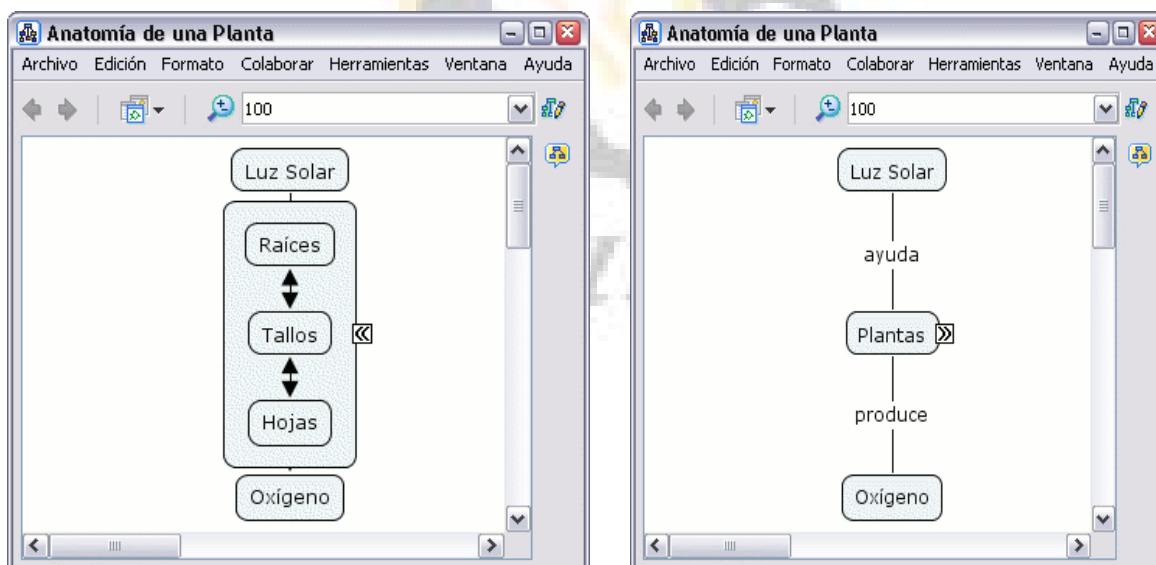 Anatomía de una Planta
Archivo Edición Formato Colaborar Herramientas Ventana Ayuda
100
Luz Solar
Raíces
Tallos
Hojas
Oxígeno
Anatomía de una Planta
Archivo Edición Formato Colaborar Herramientas Ventana Ayuda
100
Luz Solar
ayuda
Plantas
produce
Oxígeno